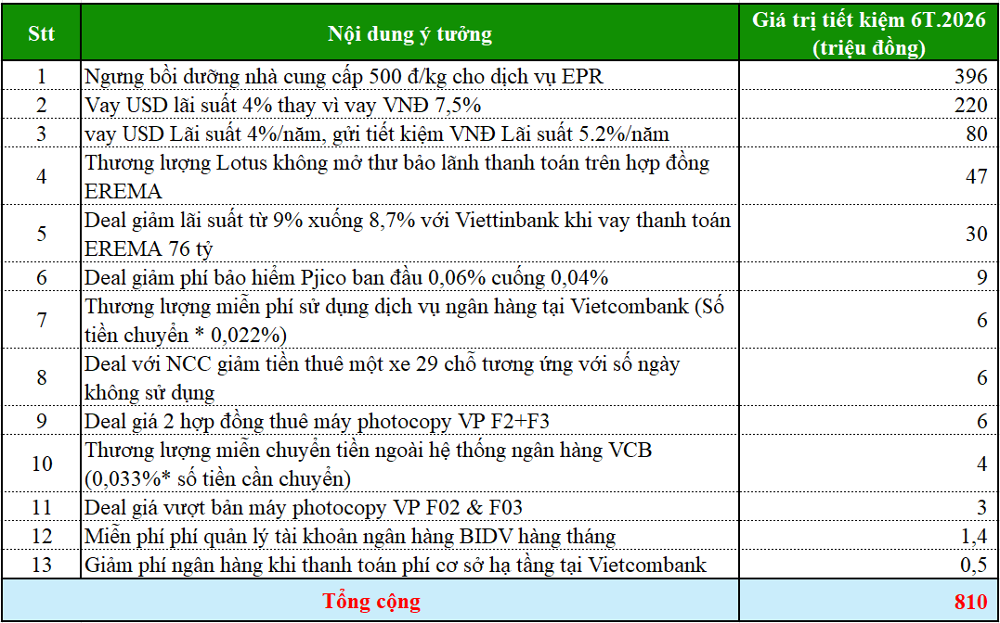 Stt Nội dung ý tưởng Giá trị tiết kiệm 6T.2026
(triệu đồng)
1 Ngưng bồi dưỡng nhà cung cấp 500 đ/kg cho dịch vụ EPR 396
2 Vay USD lãi suất 4% thay vì vay VNĐ 7,5% 220
3 vay USD Lãi suất 4%/năm, gửi tiết kiệm VNĐ Lãi suất 5.2%/năm 80
4 Thương lượng Lotus không mở thư bảo lãnh thanh toán trên hợp đồng
EREMA 47
5 Deal giảm lãi suất từ 9% xuống 8,7% với Viettinbank khi vay thanh toán
EREMA 76 tỷ 30
6 Deal giảm phí bảo hiểm Pjico ban đầu 0,06% cuống 0,04% 9
7 Thương lượng miễn phí sử dụng dịch vụ ngân hàng tại Vietcombank (Số
tiền chuyển * 0,022%) 6
8 Deal với NCC giảm tiền thuê một xe 29 chỗ tương ứng với số ngày
không sử dụng 6
9 Deal giá 2 hợp đồng thuê máy photocopy VP F2+F3 6
10 Thương lượng miễn chuyển tiền ngoài hệ thống ngân hàng VCB
(0,033%* số tiền cần chuyển) 4
11 Deal giá vượt bản máy photocopy VP F02 & F03 3
12 Miễn phí phí quản lý tài khoản ngân hàng BIDV hàng tháng 1,4
13 Giảm phí ngân hàng khi thanh toán phí cơ sở hạ tầng tại Vietcombank 0,5
Tổng cộng 810